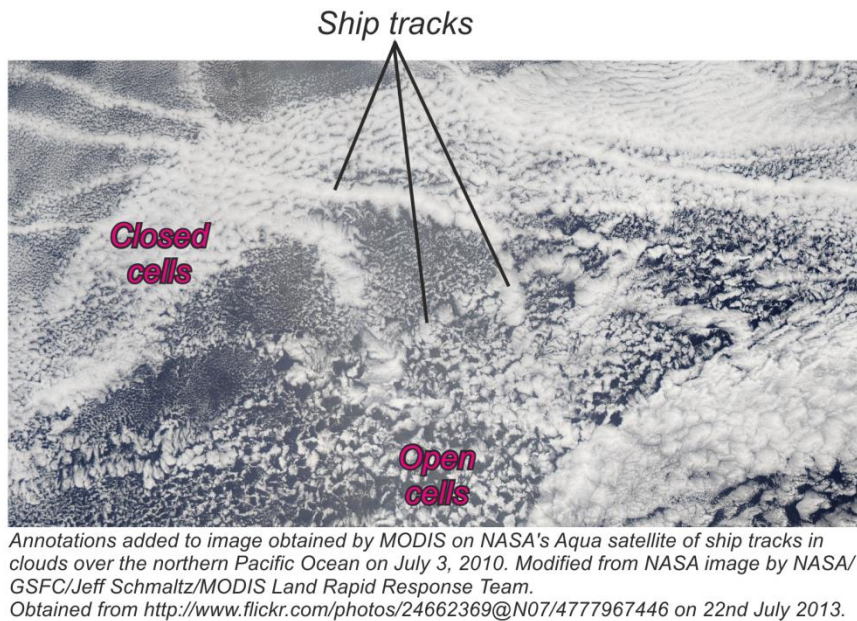 Ship tracks
Closed
cells
Open
cells
Annotations added to image obtained by MODIS on NASA's Aqua satellite of ship tracks in
clouds over the northern Pacific Ocean on July 3, 2010. Modified from NASA image by NASA/
GSFC/Jeff Schmaltz/MODIS Land Rapid Response Team.
Obtained from http://www.flickr.com/photos/24662369@N07/4777967446 on 22nd July 2013.